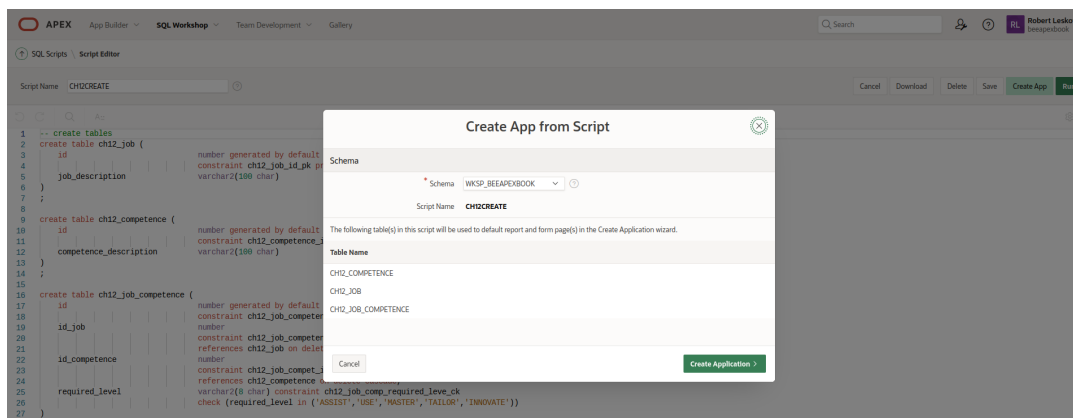 APEX App Builder SQL Workshop Team Development Gallery Search RL Robert Lesko
beeapexbook
SQL Scripts \ Script Editor
Script Name CH12CREATE Cancel Download Delete Save Create App Run
Create App from Script
Schema
* Schema WKSP_BEEAPEXBOOK
Script Name CH12CREATE
The following table(s) in this script will be used to default report and form page(s) in the Create Application wizard.
Table Name
CH12_COMPETENCE
CH12_JOB
CH12_JOB_COMPETENCE
Cancel Create Application >
1 -- create tables
2 create table ch12_job (
3 id number generated by default
4 constraint ch12_job_id_pk
5 job_description varchar2(100 char)
6 )
7 ;
8
9 create table ch12_competence (
10 id number generated by default
11 constraint ch12_competence_i
12 competence_description varchar2(100 char)
13 )
14 ;
15
16 create table ch12_job_competence (
17 id number generated by default
18 constraint ch12_job_competen
19 id_job number
20 constraint ch12_job_competen
21 references ch12_job on delet
22 id_competence number
23 constraint ch12_job_compet_i
24 references ch12_competence
25 required_level varchar2(8 char) constraint ch12_job_comp_required_leve_ck
26 check (required_level in ('ASSIST','USE','MASTER','TAILOR','INNOVATE'))
27 )